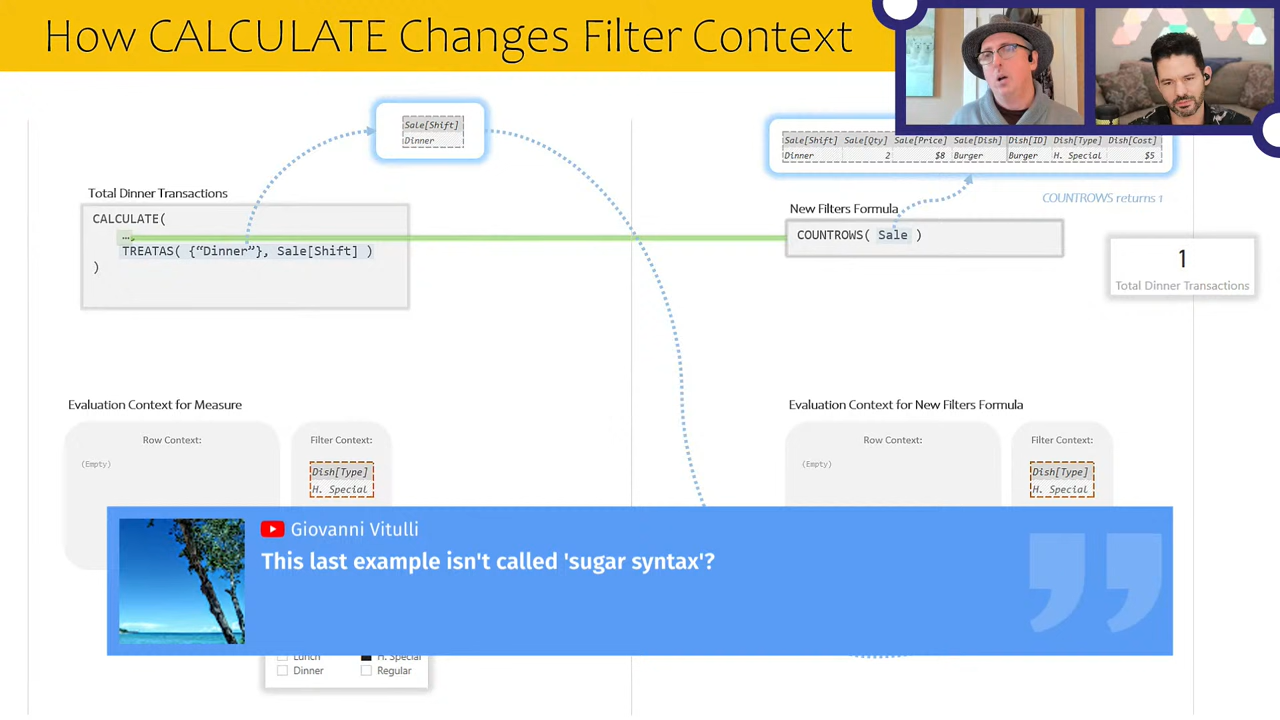 How CALCULATE Changes Filter Context
Sale[Shift]
Dinner
Sale[Shift] Sale[Qty] Sale[Price] Sale[Dish] Dish[ID] Dish[Type] Dish[Cost]
Dinner 2 $8 Burger Burger H. Special $5
COUNTROWS returns 1
Total Dinner Transactions
CALCULATE(
…,
TREATAS( {“Dinner”}, Sale[Shift] )
)
New Filters Formula
COUNTROWS( Sale )
1
Total Dinner Transactions
Evaluation Context for Measure
Row Context:
(Empty)
Filter Context:
Dish[Type]
H. Special
Evaluation Context for New Filters Formula
Row Context:
(Empty)
Filter Context:
Dish[Type]
H. Special
Giovanni Vitulli
This last example isn't called 'sugar syntax'?
Lunch H. Special
Dinner Regular